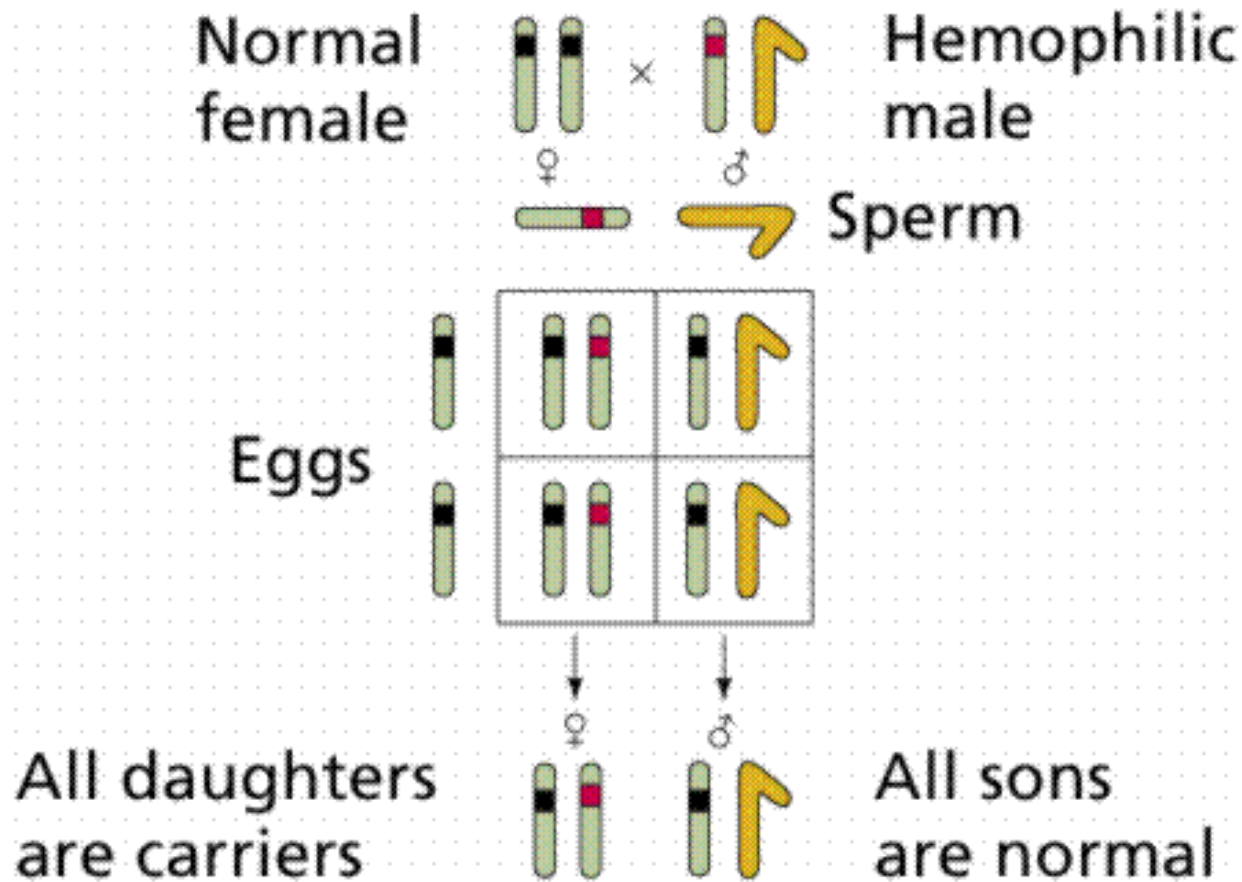 Normal
female
×
Hemophilic
male
♀
♂
Sperm
Eggs
♀
♂
All daughters
are carriers
All sons
are normal